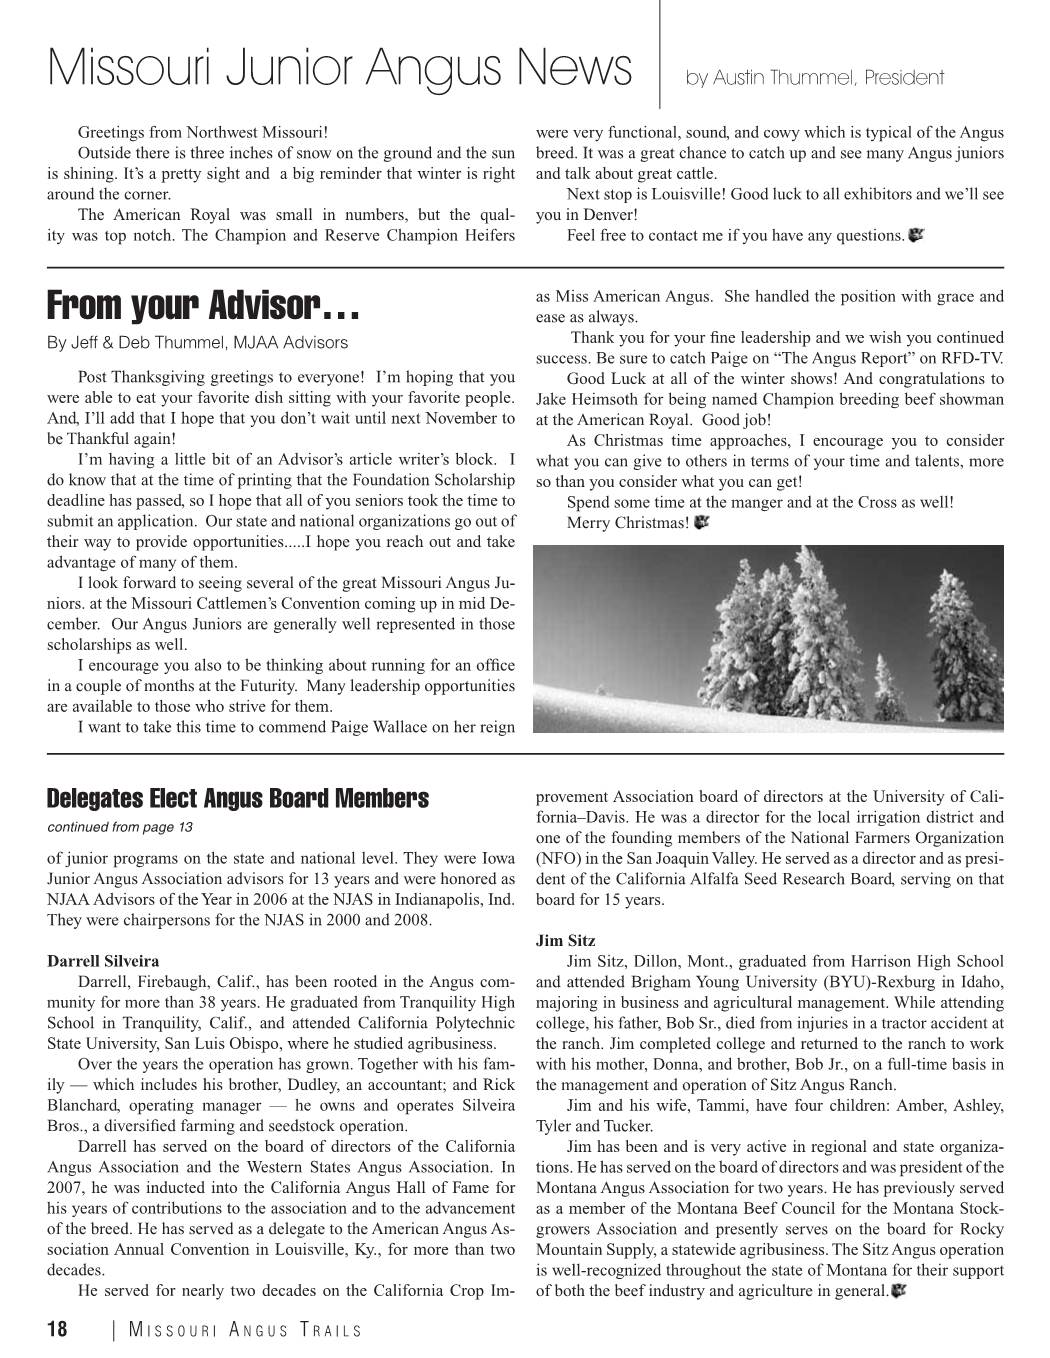 Missouri Junior Angus News
by Austin Thummel, President
Greetings from Northwest Missouri!
Outside there is three inches of snow on the ground and the sun
is shining. It's a pretty sight and  a big reminder that winter is right
around the corner.
The American Royal was small in numbers, but the qual-
ity was top notch. The Champion and Reserve Champion Heifers
were very functional, sound, and cowy which is typical of the Angus
breed. It was a great chance to catch up and see many Angus juniors
and talk about great cattle.
Next stop is Louisville! Good luck to all exhibitors and we'll see
you in Denver!
Feel free to contact me if you have any questions.
From your Advisor…
By Jeff & Deb Thummel, MJAA Advisors
Post Thanksgiving greetings to everyone!  I'm hoping that you
were able to eat your favorite dish sitting with your favorite people.
And, I'll add that I hope that you don't wait until next November to
be Thankful again!
I'm having a little bit of an Advisor's article writer's block.  I
do know that at the time of printing that the Foundation Scholarship
deadline has passed, so I hope that all of you seniors took the time to
submit an application.  Our state and national organizations go out of
their way to provide opportunities.....I hope you reach out and take
advantage of many of them.
I look forward to seeing several of the great Missouri Angus Ju-
niors. at the Missouri Cattlemen's Convention coming up in mid De-
cember.  Our Angus Juniors are generally well represented in those
scholarships as well.
I encourage you also to be thinking about running for an office
in a couple of months at the Futurity.  Many leadership opportunities
are available to those who strive for them.
I want to take this time to commend Paige Wallace on her reign
as Miss American Angus.  She handled the position with grace and
ease as always.
Thank you for your fine leadership and we wish you continued
success. Be sure to catch Paige on “The Angus Report” on RFD-TV.
Good Luck at all of the winter shows! And congratulations to
Jake Heimsoth for being named Champion breeding beef showman
at the American Royal.  Good job!
As Christmas time approaches, I encourage you to consider
what you can give to others in terms of your time and talents, more
so than you consider what you can get!
Spend some time at the manger and at the Cross as well!
Merry Christmas!
Delegates Elect Angus Board Members
continued from page 13
of junior programs on the state and national level. They were Iowa
Junior Angus Association advisors for 13 years and were honored as
NJAA Advisors of the Year in 2006 at the NJAS in Indianapolis, Ind.
They were chairpersons for the NJAS in 2000 and 2008.
Darrell Silveira
Darrell, Firebaugh, Calif., has been rooted in the Angus com-
munity for more than 38 years. He graduated from Tranquility High
School in Tranquility, Calif., and attended California Polytechnic
State University, San Luis Obispo, where he studied agribusiness.
Over the years the operation has grown. Together with his fam-
ily — which includes his brother, Dudley, an accountant; and Rick
Blanchard, operating manager — he owns and operates Silveira
Bros., a diversified farming and seedstock operation.
Darrell has served on the board of directors of the California
Angus Association and the Western States Angus Association. In
2007, he was inducted into the California Angus Hall of Fame for
his years of contributions to the association and to the advancement
of the breed. He has served as a delegate to the American Angus As-
sociation Annual Convention in Louisville, Ky., for more than two
decades.
He served for nearly two decades on the California Crop Im-
provement Association board of directors at the University of Cali-
fornia–Davis. He was a director for the local irrigation district and
one of the founding members of the National Farmers Organization
(NFO) in the San Joaquin Valley. He served as a director and as presi-
dent of the California Alfalfa Seed Research Board, serving on that
board for 15 years.
Jim Sitz
Jim Sitz, Dillon, Mont., graduated from Harrison High School
and attended Brigham Young University (BYU)-Rexburg in Idaho,
majoring in business and agricultural management. While attending
college, his father, Bob Sr., died from injuries in a tractor accident at
the ranch. Jim completed college and returned to the ranch to work
with his mother, Donna, and brother, Bob Jr., on a full-time basis in
the management and operation of Sitz Angus Ranch.
Jim and his wife, Tammi, have four children: Amber, Ashley,
Tyler and Tucker.
Jim has been and is very active in regional and state organiza-
tions. He has served on the board of directors and was president of the
Montana Angus Association for two years. He has previously served
as a member of the Montana Beef Council for the Montana Stock-
growers Association and presently serves on the board for Rocky
Mountain Supply, a statewide agribusiness. The Sitz Angus operation
is well-recognized throughout the state of Montana for their support
of both the beef industry and agriculture in general.
18 | Missouri Angus Trails